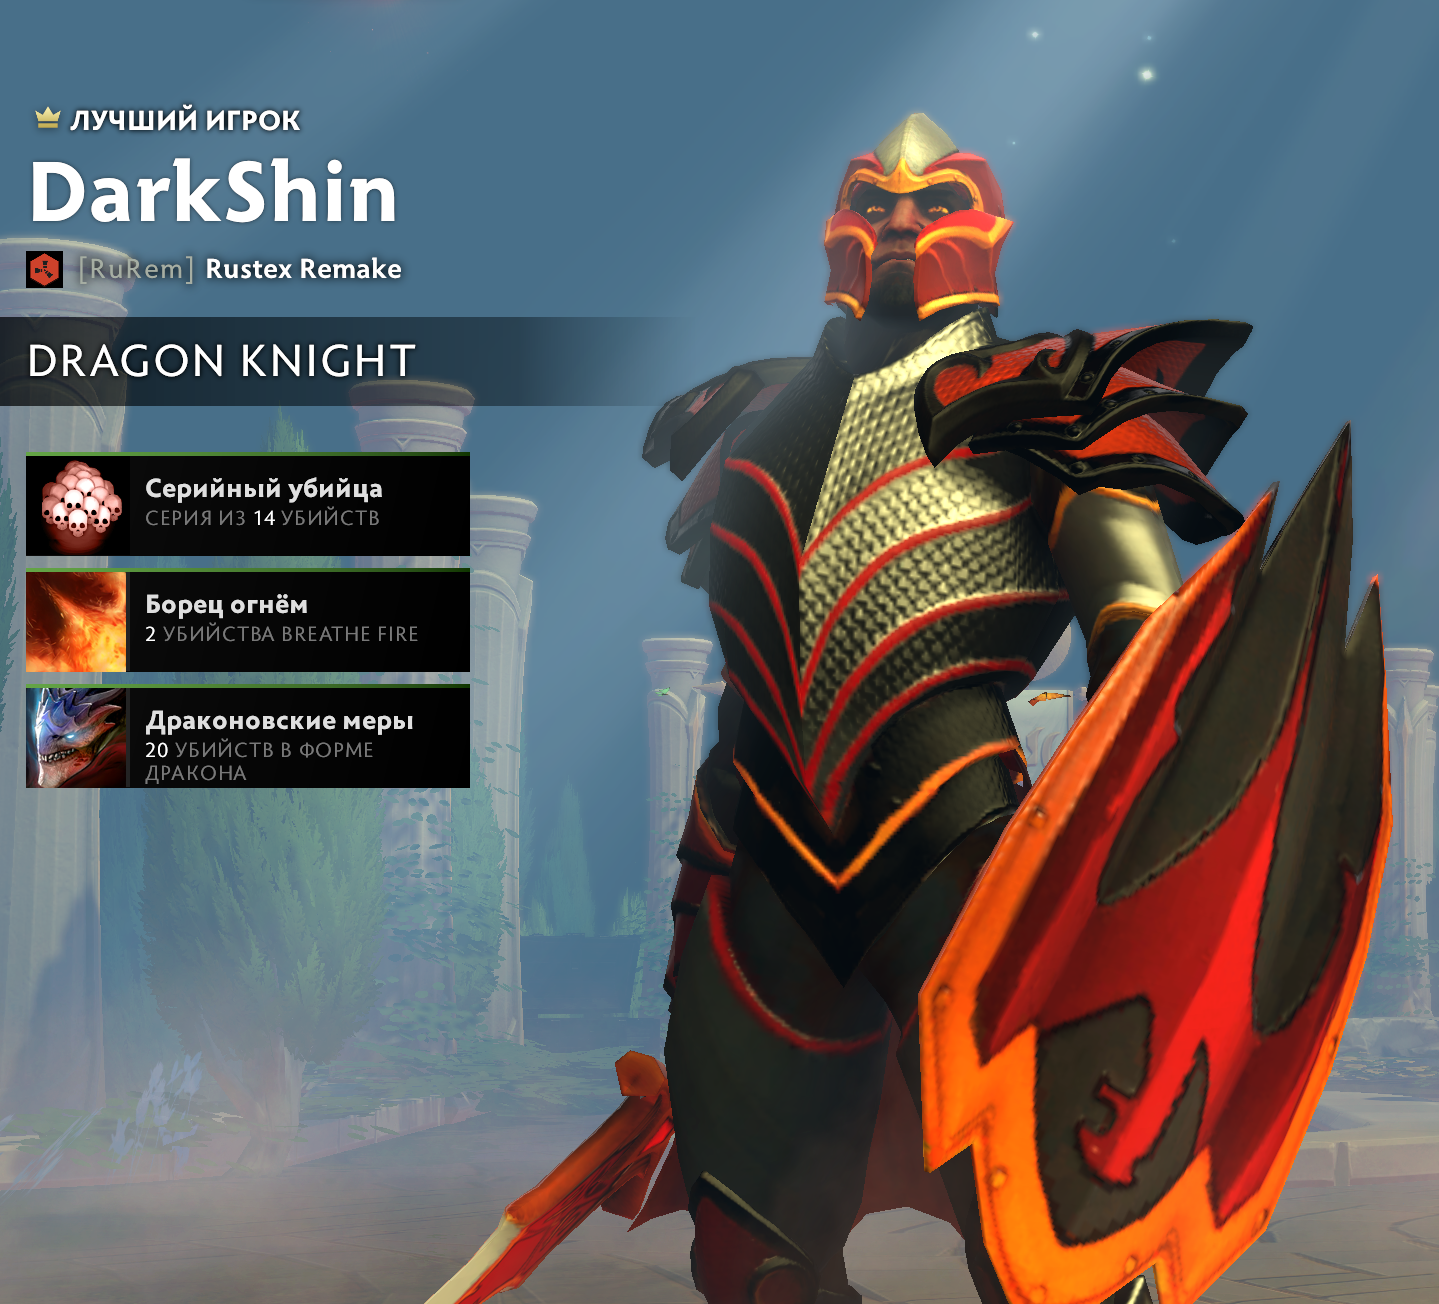 ЛУЧШИЙ ИГРОК
DarkShin
[RuRem] Rustex Remake
DRAGON KNIGHT
Серийный убийца
СЕРИЯ ИЗ 14 УБИЙСТВ
Борец огнём
2 УБИЙСТВА BREATHE FIRE
Драконовские меры
20 УБИЙСТВ В ФОРМЕ
ДРАКОНА